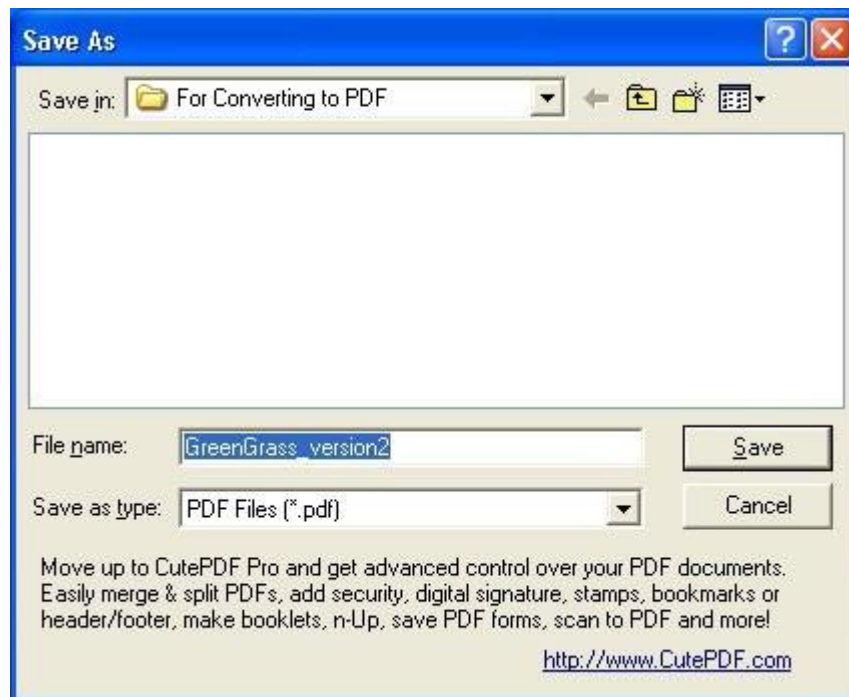 Save As
Save in: For Converting to PDF
File name: GreenGrass_version2 Save
Save as type: PDF Files (*.pdf) Cancel
Move up to CutePDF Pro and get advanced control over your PDF documents.
Easily merge & split PDFs, add security, digital signature, stamps, bookmarks or
header/footer, make booklets, n-Up, save PDF forms, scan to PDF and more!
http://www.CutePDF.com